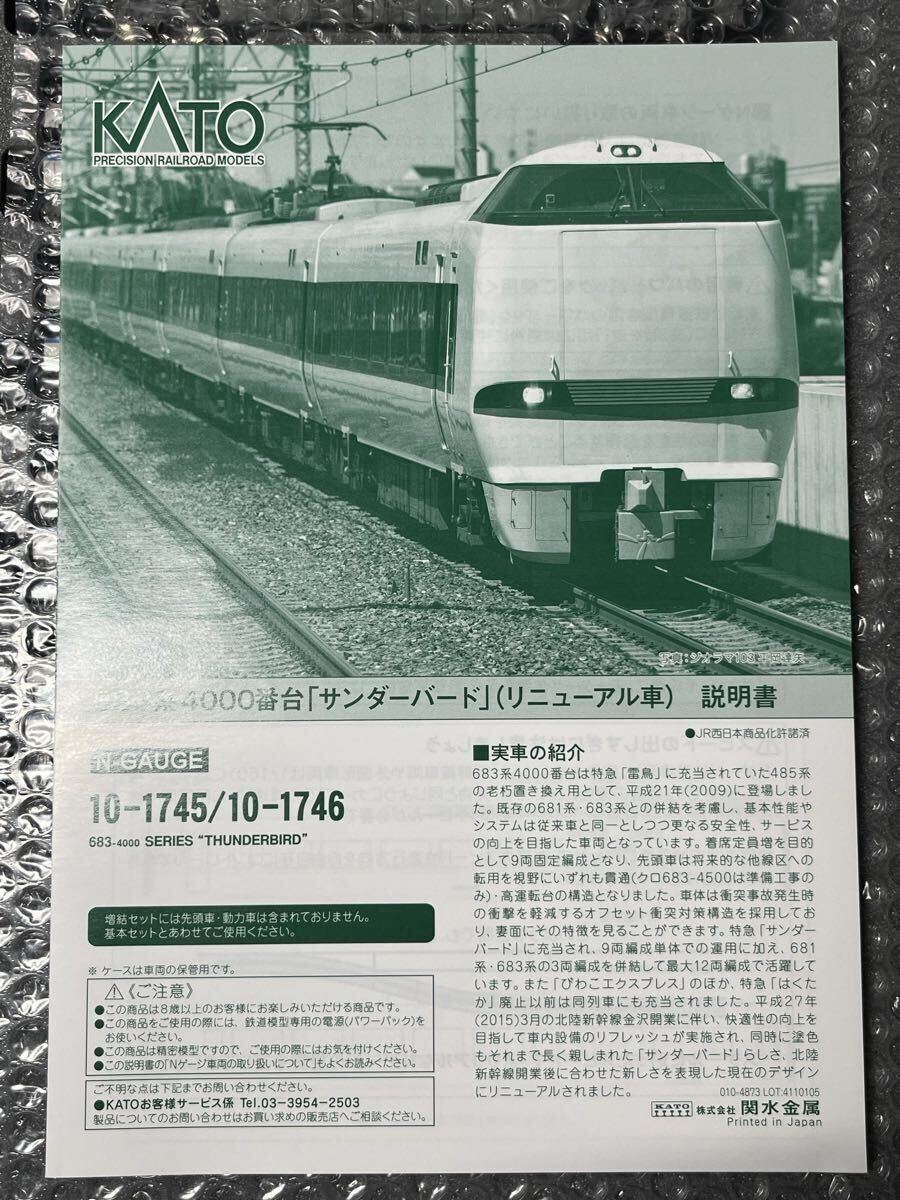 KATO
PRECISION RAILROAD MODELS
写真：ジオラマ103 平岡達矢
系4000番台「サンダーバード」（リニューアル車） 説明書
●JR西日本商品化許諾済
N-GAUGE
10-1745/10-1746
683-4000 SERIES "THUNDERBIRD"
増結セットには先頭車・動力車は含まれておりません。
基本セットとあわせてご使用ください。
※ ケースは車両の保管用です。
⚠《ご注意》
●この商品は8歳以上のお客様にお楽しみいただける商品です。
●この商品をご使用の際には、鉄道模型専用の電源(パワーパック)を
お使いください。
●この商品は精密模型ですので、ご使用の際にはお気を付けください。
●この説明書の「Nゲージ車両の取り扱いについて」もよくお読みください。
ご不明な点は下記までお問い合わせください。
●KATOお客様サービス係 Tel.03-3954-2503
製品についてのお問い合わせはお買い求めの販売店へご相談ください。
■実車の紹介
683系4000番台は特急「雷鳥」に充当されていた485系
の老朽置き換え用として、平成21年(2009)に登場しまし
た。既存の681系・683系との併結を考慮し、基本性能や
システムは従来車と同一としつつ更なる安全性、サービス
の向上を目指した車両となっています。着席定員増を目的
として9両固定編成となり、先頭車は将来的な他線区への
転用を視野にいずれも貫通(クロ683-4500は準備工事の
み)・高運転台の構造となりました。車体は衝突事故発生時
の衝撃を軽減するオフセット衝突対策構造を採用してお
り、妻面にその特徴を見ることができます。特急「サンダー
バード」に充当され、9両編成単体での運用に加え、681
系・683系の3両編成を併結して最大12両編成で活躍して
います。また「びわこエクスプレス」のほか、特急「はくた
か」廃止以前は同列車にも充当されました。平成27年
(2015)3月の北陸新幹線金沢開業に伴い、快適性の向上を
目指して車内設備のリフレッシュが実施され、同時に塗色
もそれまで長く親しまれた「サンダーバード」らしさ、北陸
新幹線開業後に合わせた新しさを表現した現在のデザイン
にリニューアルされました。
010-4873 LOT:4110105
KATO 株式会社 関水金属
Printed in Japan